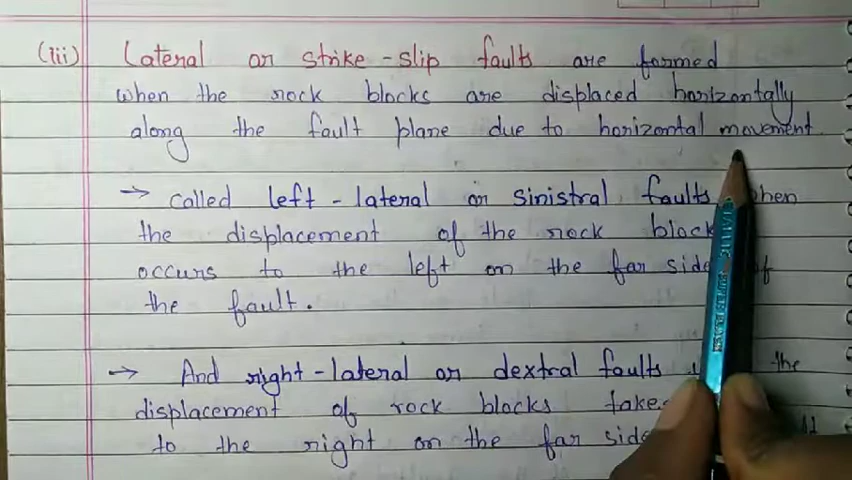 (iii) Lateral or strike-slip faults are formed
when the rock blocks are displaced horizontally
along the fault plane due to horizontal movement
→ called left-lateral or sinistral faults when
the displacement of the rock block
occurs to the left on the far side of
the fault.
→ And right-lateral or dextral faults the
displacement of rock blocks
to the right on the far side